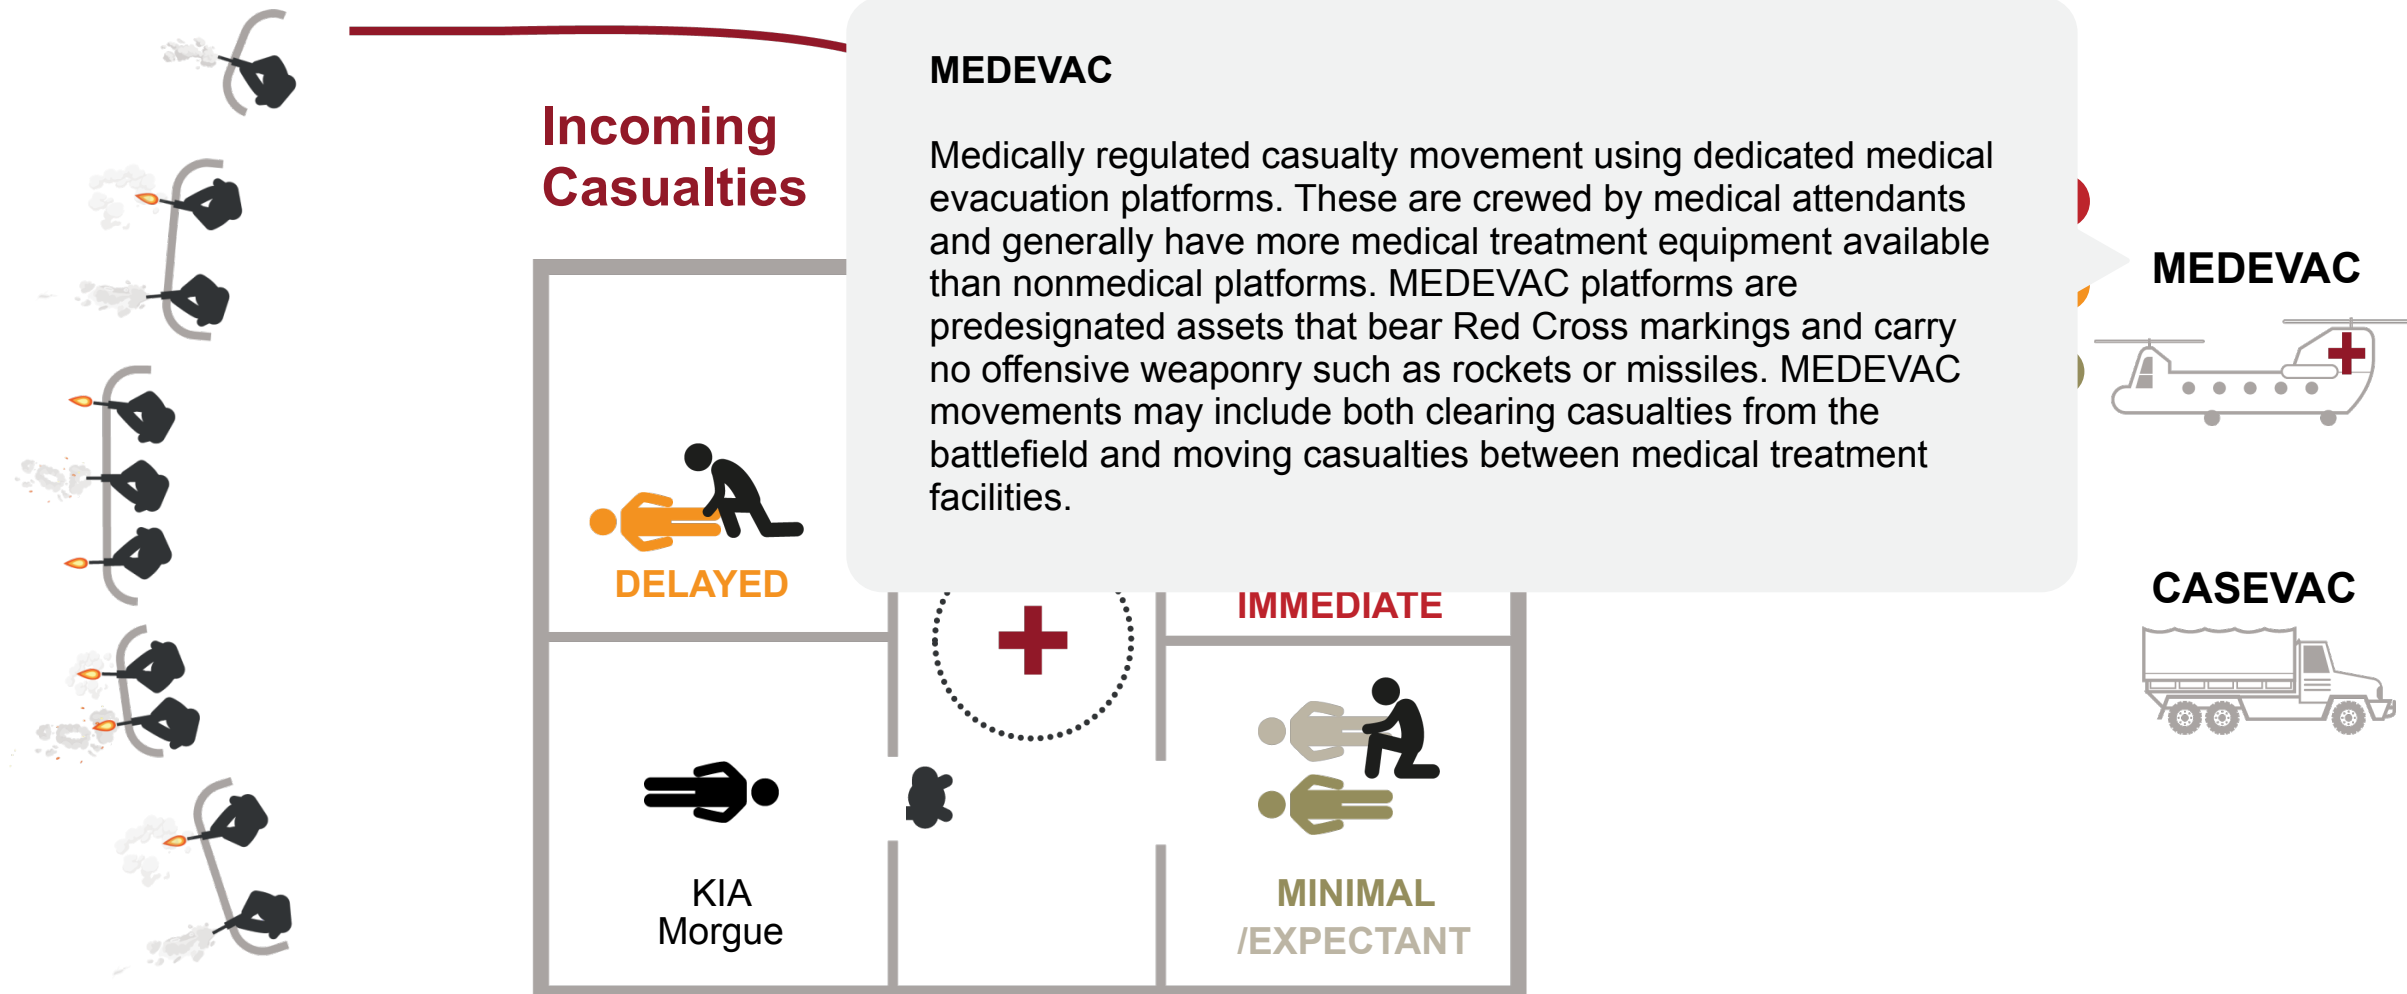 Incoming
Casualties
MEDEVAC
Medically regulated casualty movement using dedicated medical
evacuation platforms. These are crewed by medical attendants
and generally have more medical treatment equipment available
than nonmedical platforms. MEDEVAC platforms are
predesignated assets that bear Red Cross markings and carry
no offensive weaponry such as rockets or missiles. MEDEVAC
movements may include both clearing casualties from the
battlefield and moving casualties between medical treatment
facilities.
MEDEVAC
CASEVAC
DELAYED
IMMEDIATE
KIA
Morgue
MINIMAL
/EXPECTANT